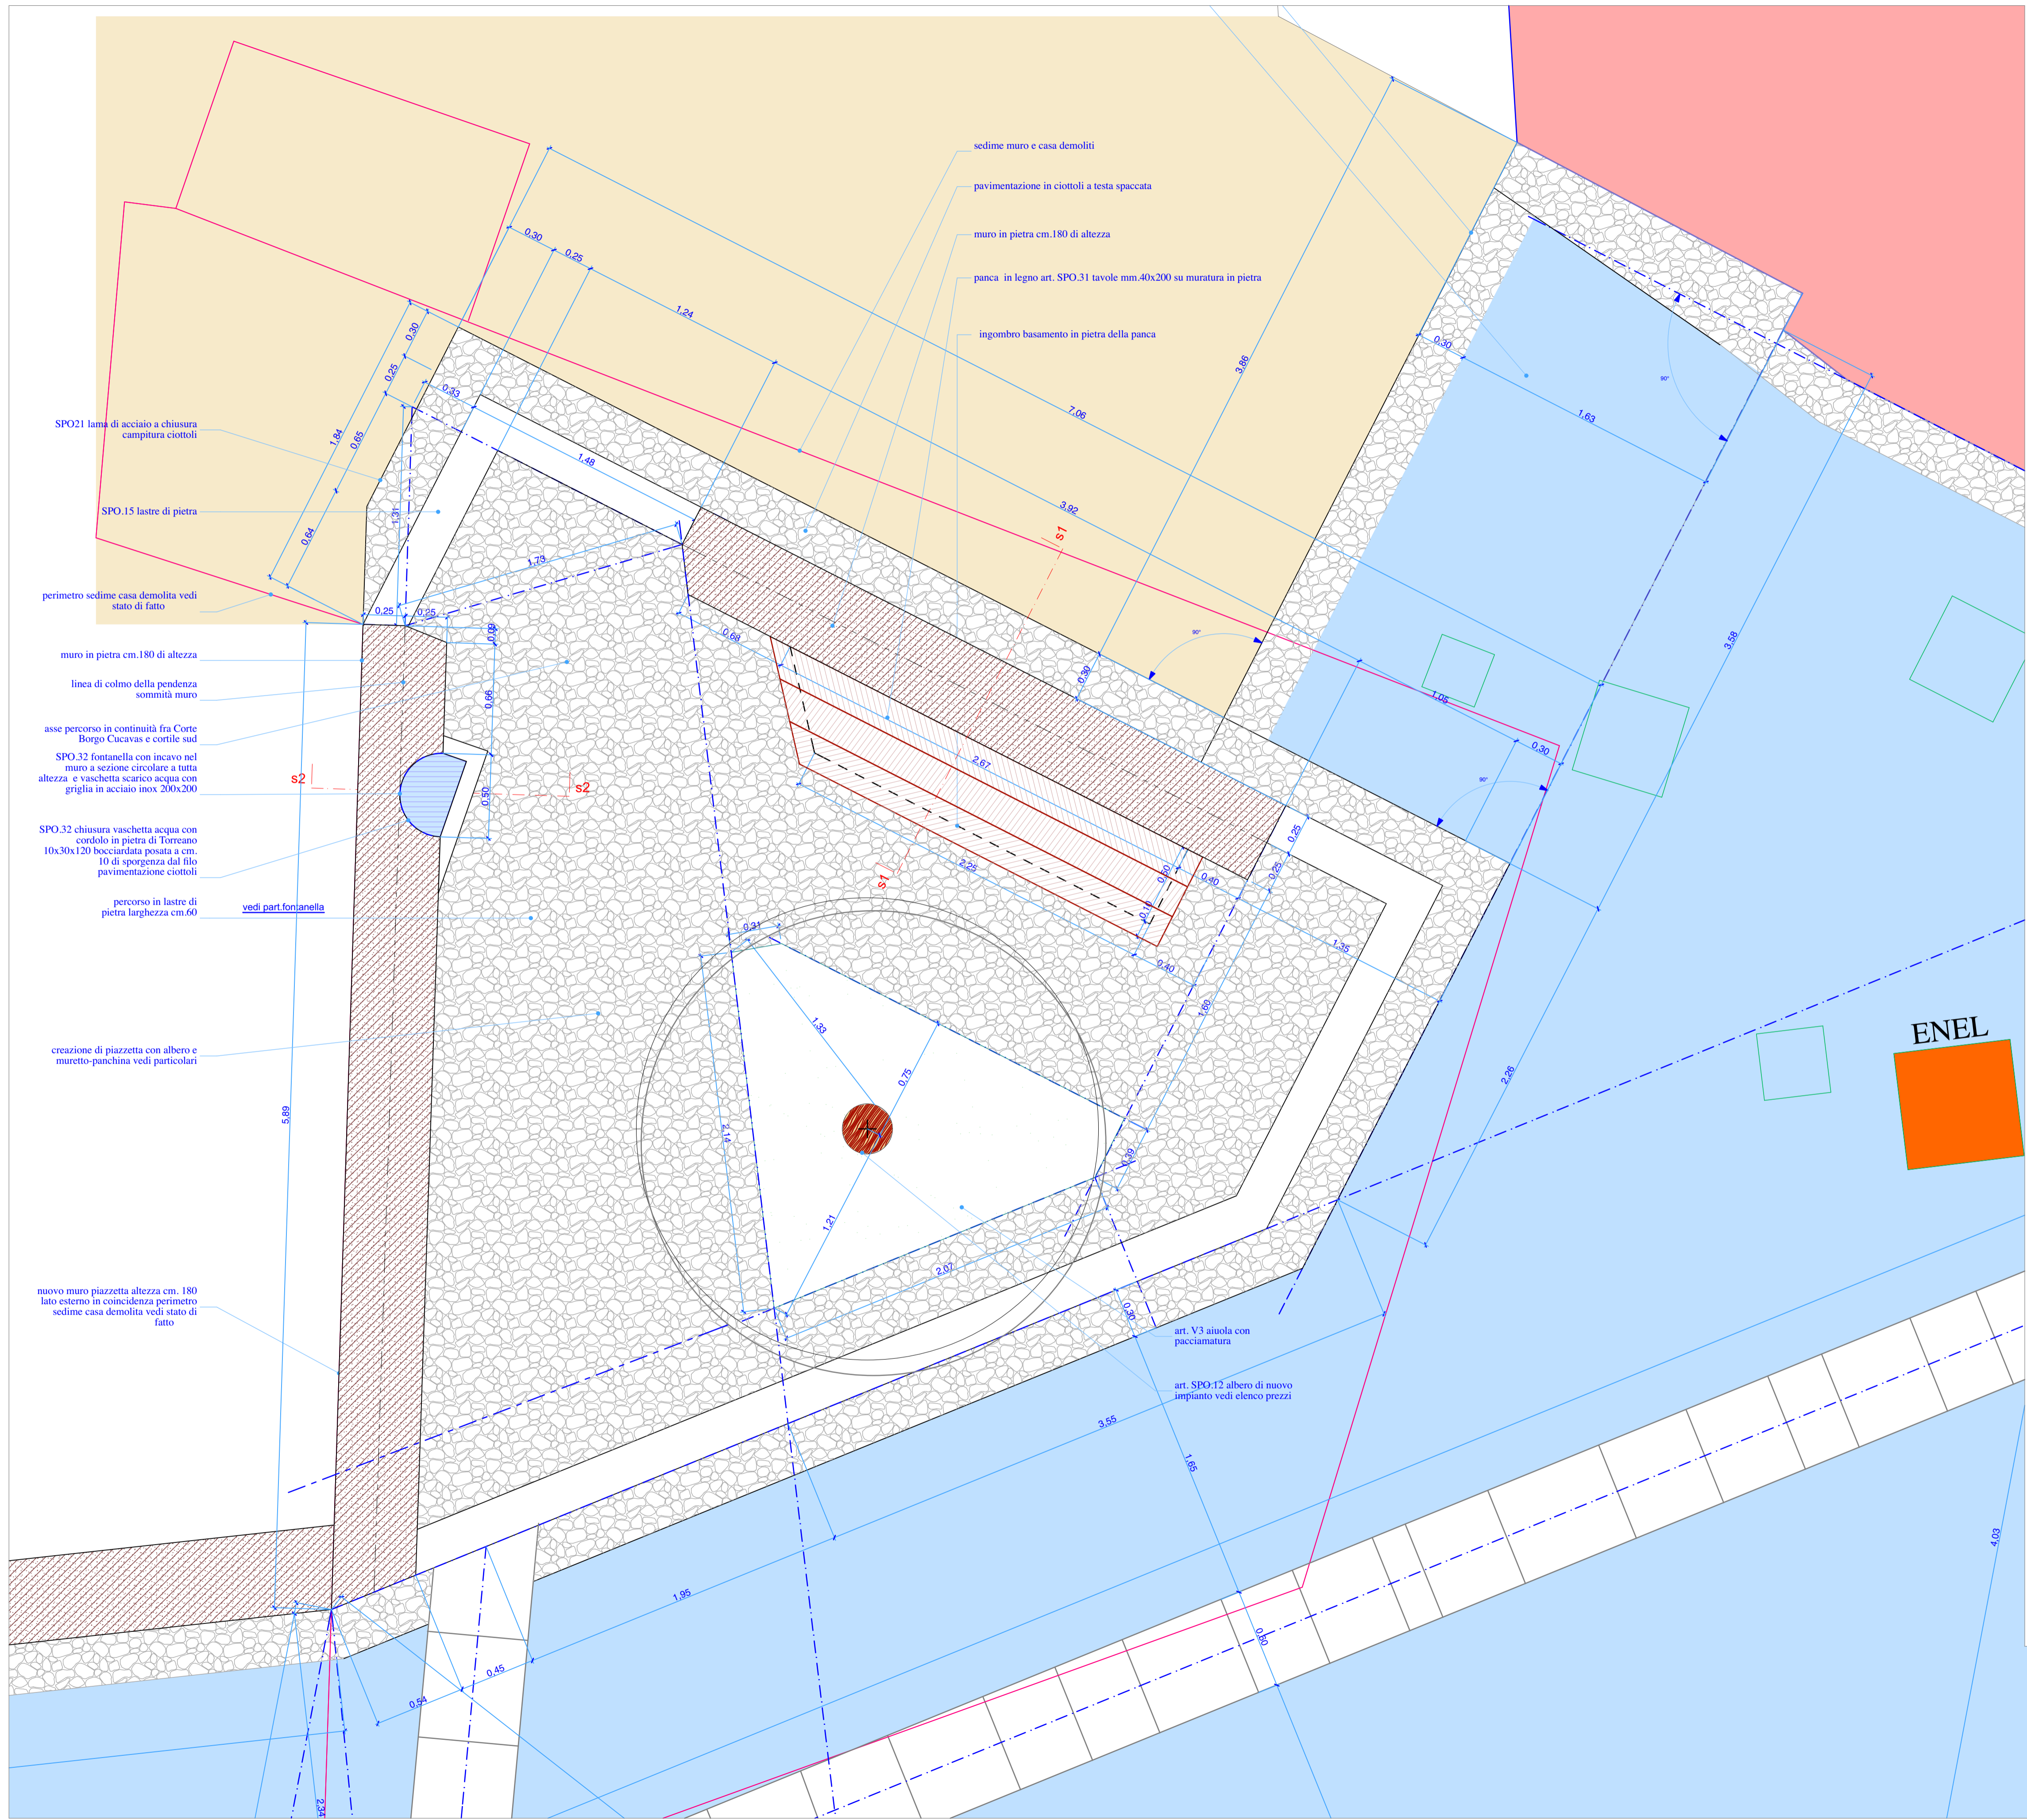 sedime muro e casa demoliti
pavimentazione in ciottoli a testa spaccata
muro in pietra cm.180 di altezza
panca in legno art. SPO.31 tavole mm.40x200 su muratura in pietra
ingombro basamento in pietra della panca
SPO21 lama di acciaio a chiusura
campitura ciottoli
SPO.15 lastre di pietra
perimetro sedime casa demolita vedi
stato di fatto
muro in pietra cm.180 di altezza
linea di colmo della pendenza
sommità muro
asse percorso in continuità fra Corte
Borgo Cucavas e cortile sud
SPO.32 fontanella con incavo nel
muro a sezione circolare a tutta
altezza e vaschetta scarico acqua con
griglia in acciaio inox 200x200
SPO.32 chiusura vaschetta acqua con
cordolo in pietra di Torreano
10x30x120 bocciardata posata a cm.
10 di sporgenza dal filo
pavimentazione ciottoli
percorso in lastre di
pietra larghezza cm.60
vedi part.fontanella
creazione di piazzetta con albero e
muretto-panchina vedi particolari
nuovo muro piazzetta altezza cm. 180
lato esterno in coincidenza perimetro
sedime casa demolita vedi stato di
fatto
art. V3 aiuola con
pacciamatura
art. SPO.12 albero di nuovo
impianto vedi elenco prezzi
ENEL
s1
s1
s2
s2
0,30
0,25
1,24
7,06
3,86
3,92
0,30
1,63
90°
90°
90°
3,58
1,05
0,30
0,30
0,25
0,33
1,84
0,65
0,64
1,48
1,31
1,73
0,25
0,25
0,09
0,66
0,50
0,68
0,30
2,67
2,25
0,50
0,40
0,10
0,40
0,25
0,25
1,35
1,60
2,26
0,31
1,33
0,75
2,14
1,21
0,39
2,07
0,30
5,89
3,55
1,65
1,95
0,60
0,45
0,54
2,34
4,03